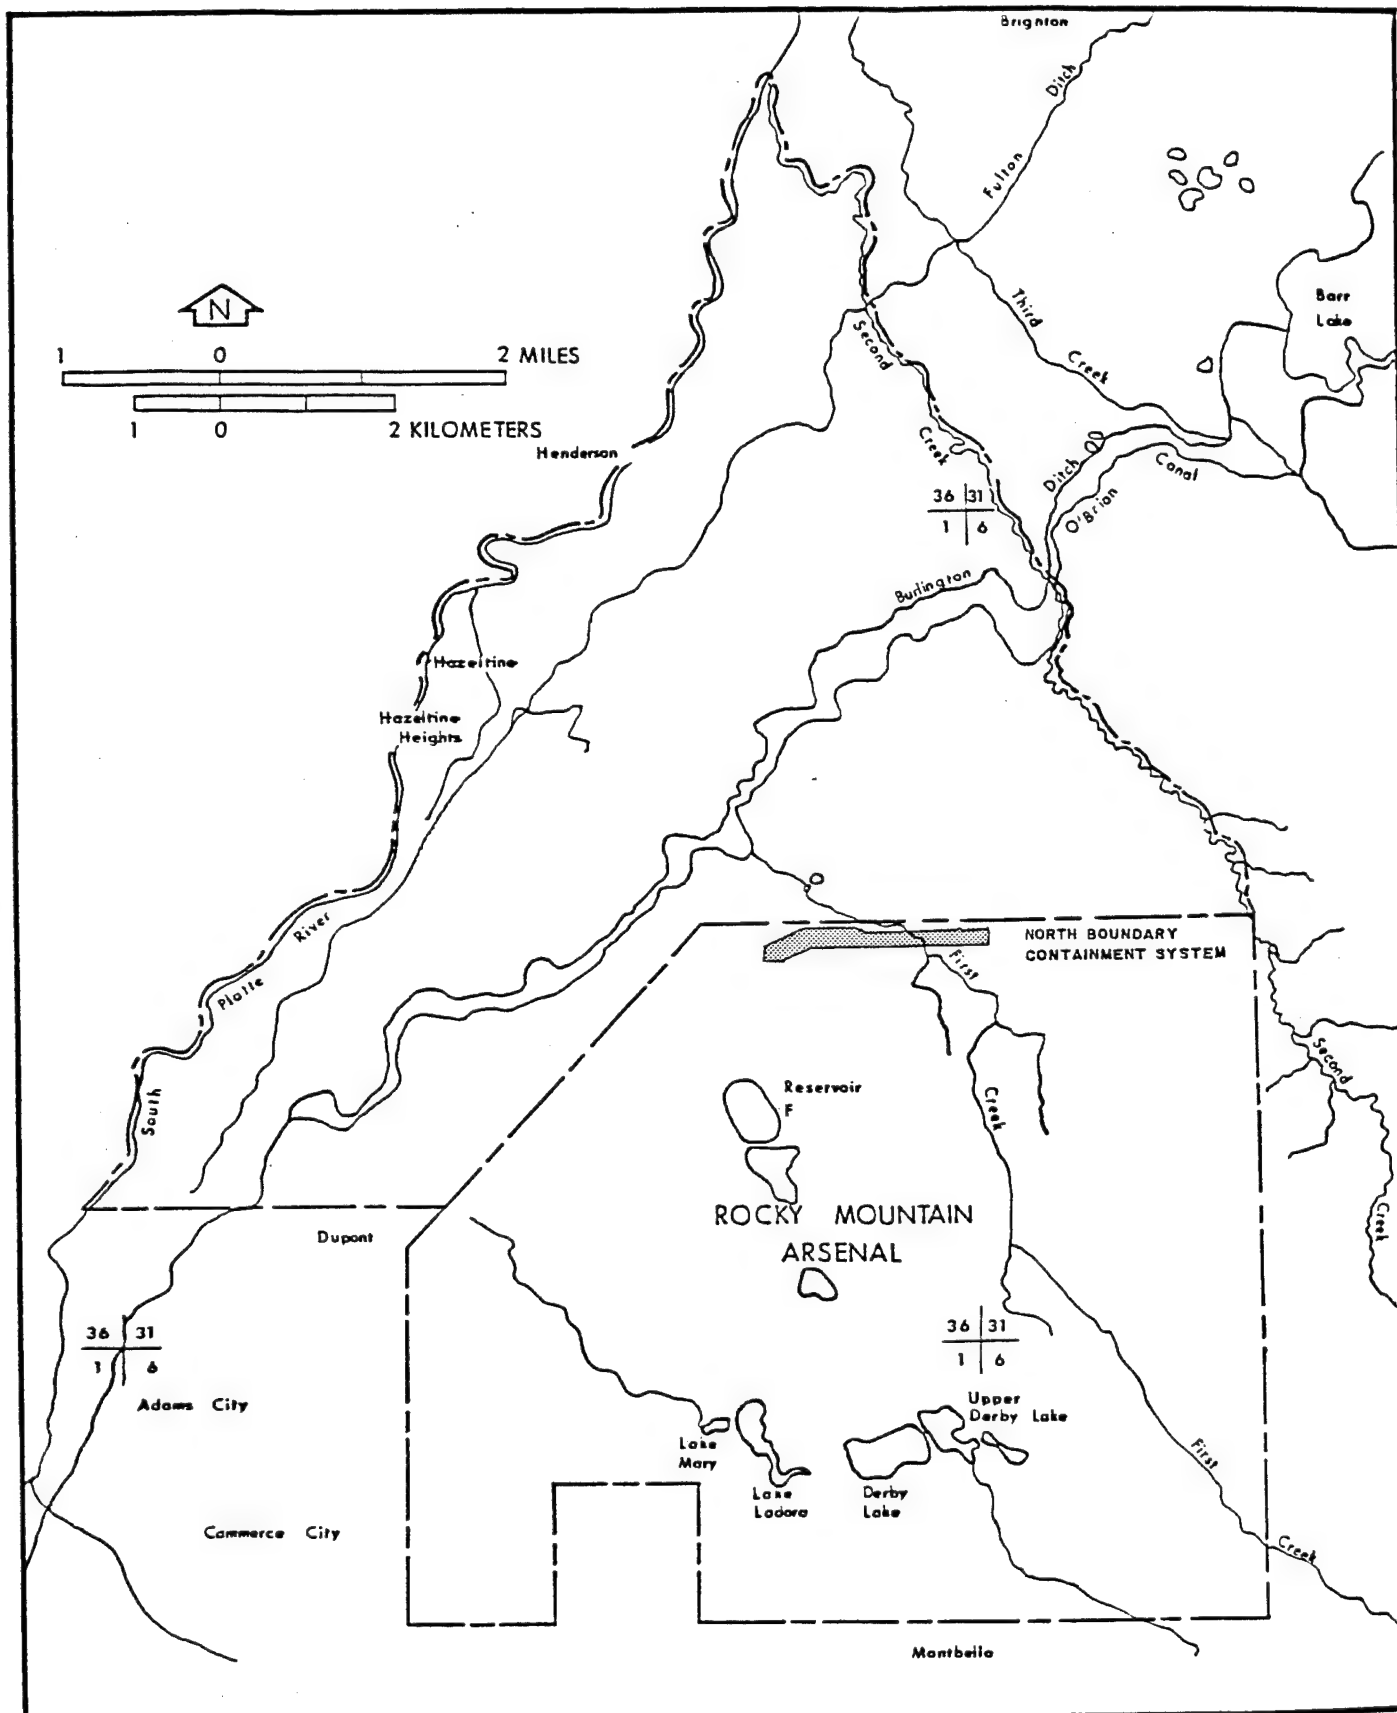 Brighton
Ditch
Fulton
Barr
Lake
Third
Creek
N
1 0 2 MILES
1 0 2 KILOMETERS
Second
Creek
Henderson
Ditch
Canal
O'Brian
36 31
1 6
Burlington
Hazeltine
Hazeltine
Heights
River
Platte
South
NORTH BOUNDARY
CONTAINMENT SYSTEM
First
Creek
Second
Creek
Reservoir
F
ROCKY MOUNTAIN
ARSENAL
Dupont
36 31
1 6
36 31
1 6
Adams City
Upper
Derby Lake
Lake
Mary
Lake
Ladora
Derby
Lake
First
Creek
Commerce City
Montbello